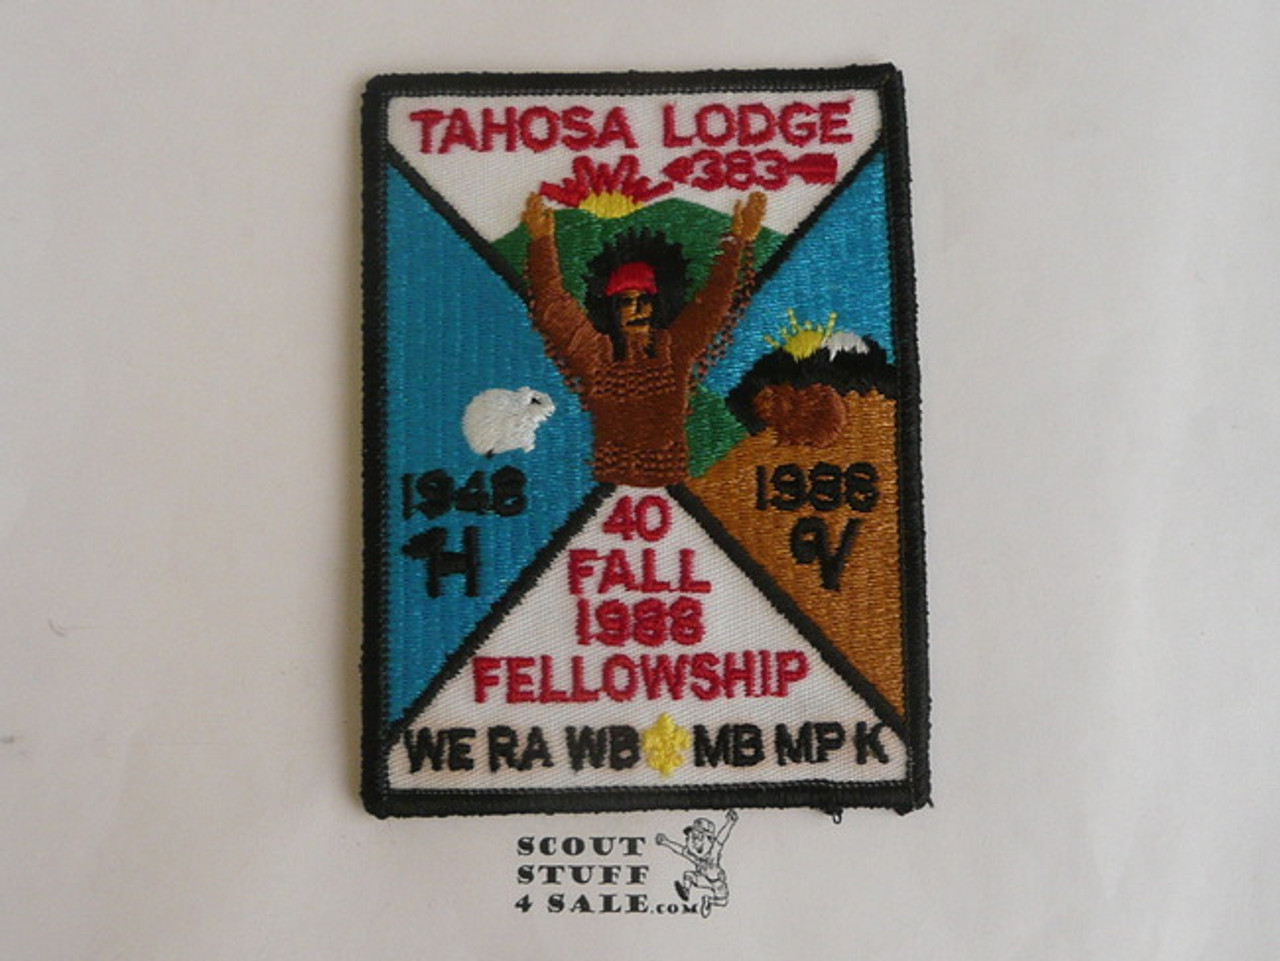 TAHOSA LODGE
383
1948
H
1988
V
40
FALL
1988
FELLOWSHIP
WE RA WB MB MP K
SCOUT
STUFF
4 SALE.COM